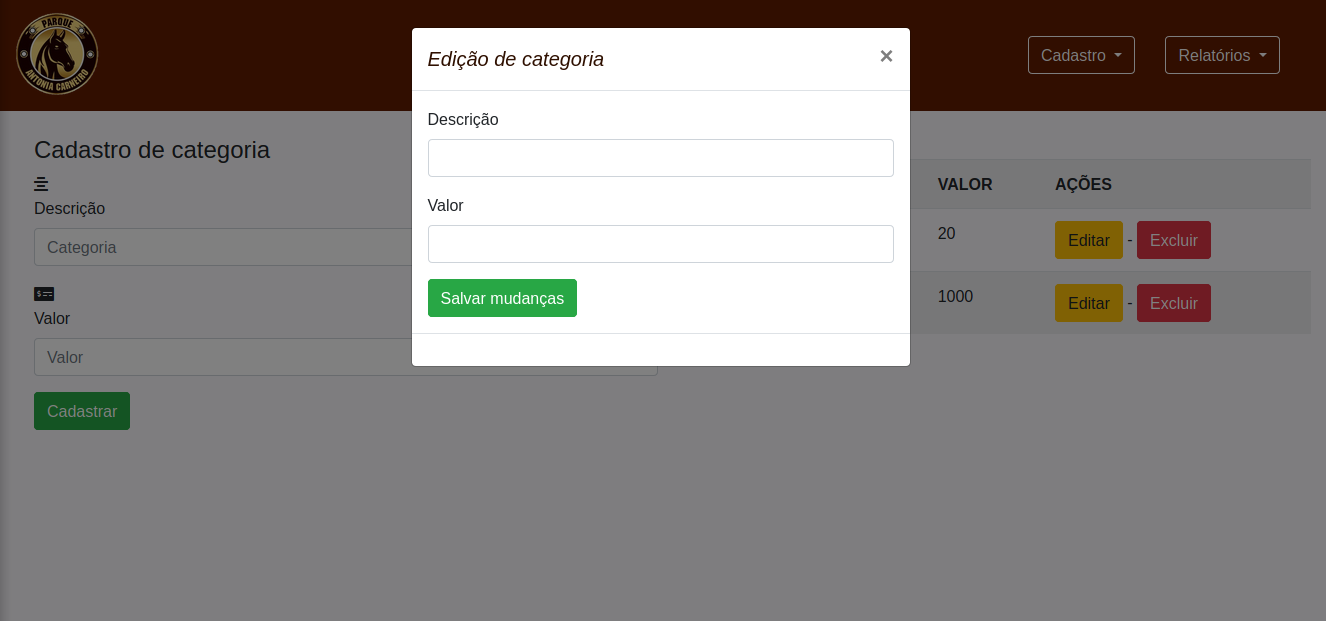 PARQUE
ANTONIA CARNEIRO
Cadastro
Relatórios
Edição de categoria
×
Descrição
Valor
Salvar mudanças
Cadastro de categoria
Descrição
Categoria
Valor
Valor
Cadastrar
VALOR AÇÕES
20 Editar - Excluir
1000 Editar - Excluir